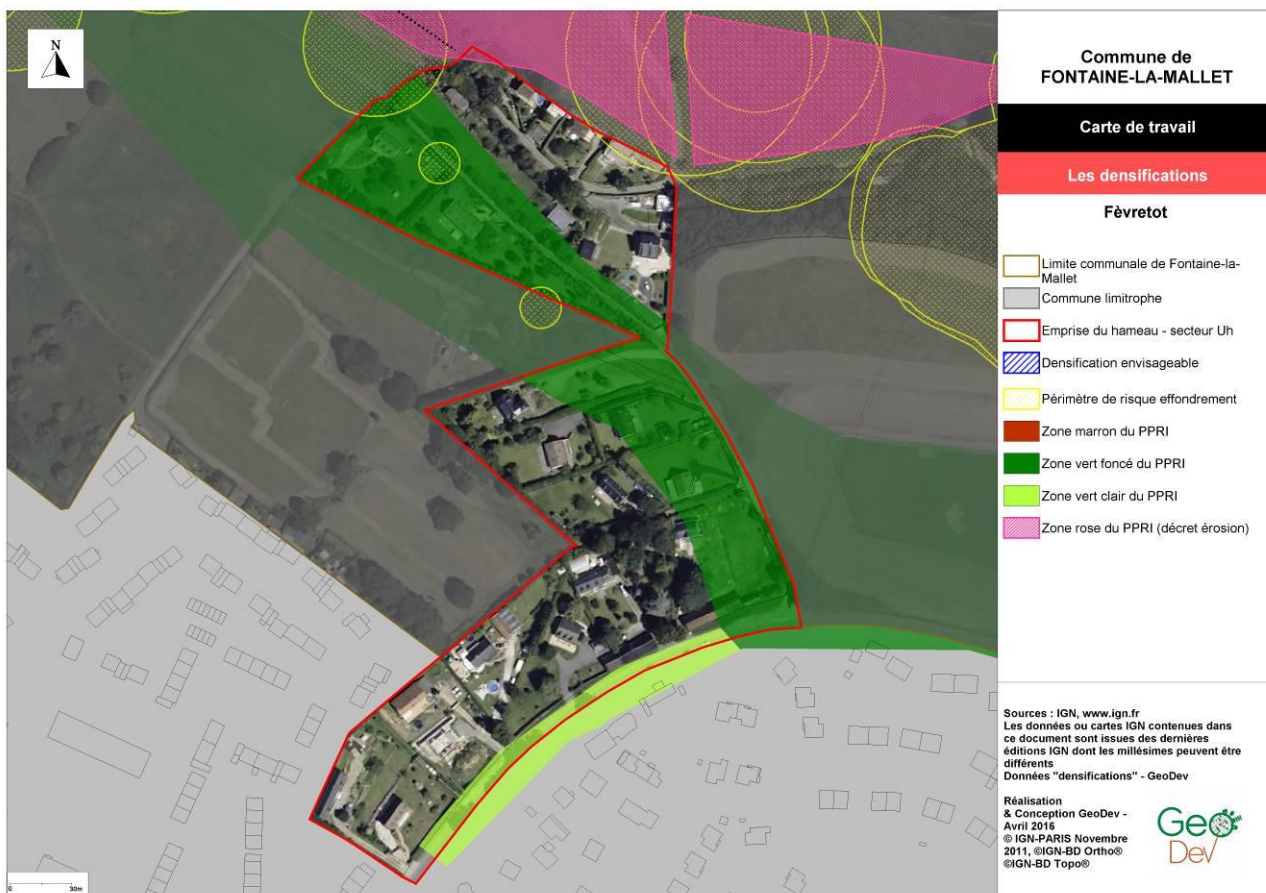 N
Commune de
FONTAINE-LA-MALLET
Carte de travail
Les densifications
Fèvretot
Limite communale de Fontaine-la-
Mallet
Commune limitrophe
Emprise du hameau - secteur Uh
Densification envisageable
Périmètre de risque effondrement
Zone marron du PPRI
Zone vert foncé du PPRI
Zone vert clair du PPRI
Zone rose du PPRI (décret érosion)
Sources : IGN, www.ign.fr
Les données ou cartes IGN contenues dans
ce document sont issues des dernières
éditions IGN dont les millésimes peuvent être
différents
Données "densifications" - GeoDev
Réalisation
& Conception GeoDev -
Avril 2016
© IGN-PARIS Novembre
2011, ©IGN-BD Ortho®
©IGN-BD Topo®
Geo
Dev
0 30m